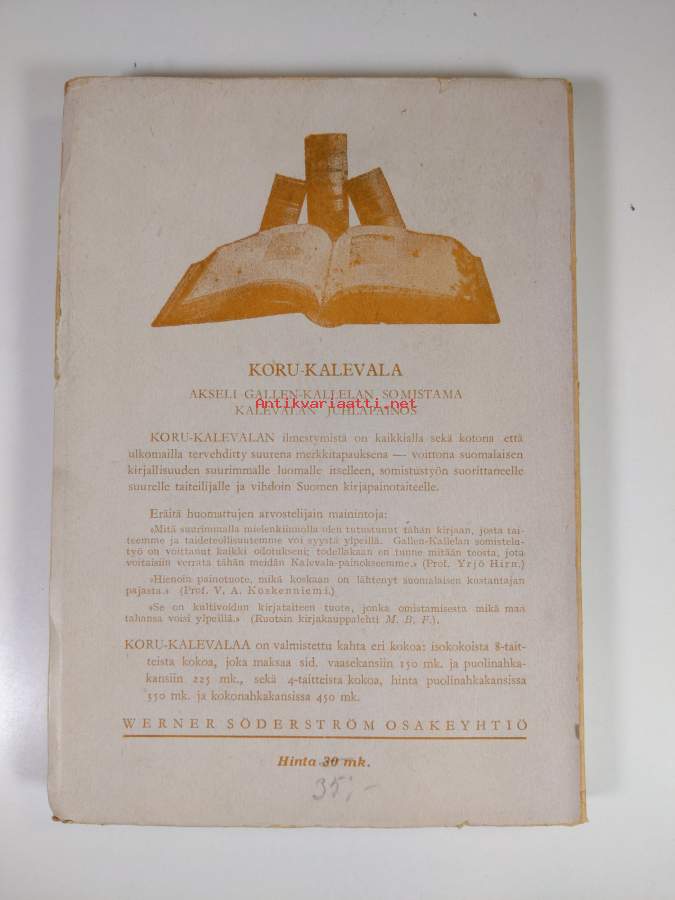 KORU-KALEVALA
AKSELI GALLEN-KALLELAN SOMISTAMA
Antikvariaatti.net
KALEVALAN JUHLAPAINOS
KORU-KALEVALAN ilmestymistä on kaikkialla sekä kotona että
ulkomailla tervehditty suurena merkkitapauksena — voittona suomalaisen
kirjallisuuden suurimmalle luomalle itselleen, somistustyön suorittaneelle
suurelle taiteilijalle ja vihdoin Suomen kirjapainotaiteelle.
Eräitä huomattujen arvostelijain mainintoja:
»Mitä suurimmalla mielenkiinnolla olen tutustunut tähän kirjaan, josta tai-
teemme ja taideteollisuutemme voi syystä ylpeillä. Gallen-Kallelan somistelu-
työ on voittanut kaikki odotukseni; todellakaan en tunne mitään teosta, jota
voitaisiin verrata tähän meidän Kalevala-painokseemme.» (Prof. Yrjö Hirn.)
»Hienoin painotuote, mikä koskaan on lähtenyt suomalaisen kustantajan
pajasta.» (Prof. V. A. Koskenniemi.)
»Se on kultivoidun kirjataiteen tuote, jonka omistamisesta mikä maa
tahansa voisi ylpeillä.» (Ruotsin kirjakauppalehti M. B. F.).
KORU-KALEVALAA on valmistettu kahta eri kokoa: isokokoista 8-tait-
teista kokoa, joka maksaa sid. vaasekansiin 150 mk. ja puolinahka-
kansiin 225 mk., sekä 4-taitteista kokoa, hinta puolinahkakansissa
350 mk. ja kokonahkakansissa 450 mk.
WERNER SÖDERSTRÖM OSAKEYHTIÖ
Hinta 30 mk.
35:-